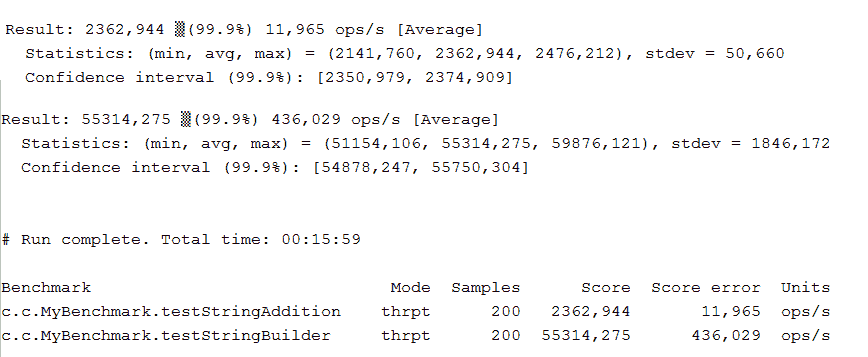 Result: 2362,944 ▒(99.9%) 11,965 ops/s [Average]
Statistics: (min, avg, max) = (2141,760, 2362,944, 2476,212), stdev = 50,660
Confidence interval (99.9%): [2350,979, 2374,909]
Result: 55314,275 ▒(99.9%) 436,029 ops/s [Average]
Statistics: (min, avg, max) = (51154,106, 55314,275, 59876,121), stdev = 1846,172
Confidence interval (99.9%): [54878,247, 55750,304]
# Run complete. Total time: 00:15:59
Benchmark Mode Samples Score Score error Units
c.c.MyBenchmark.testStringAddition thrpt 200 2362,944 11,965 ops/s
c.c.MyBenchmark.testStringBuilder thrpt 200 55314,275 436,029 ops/s